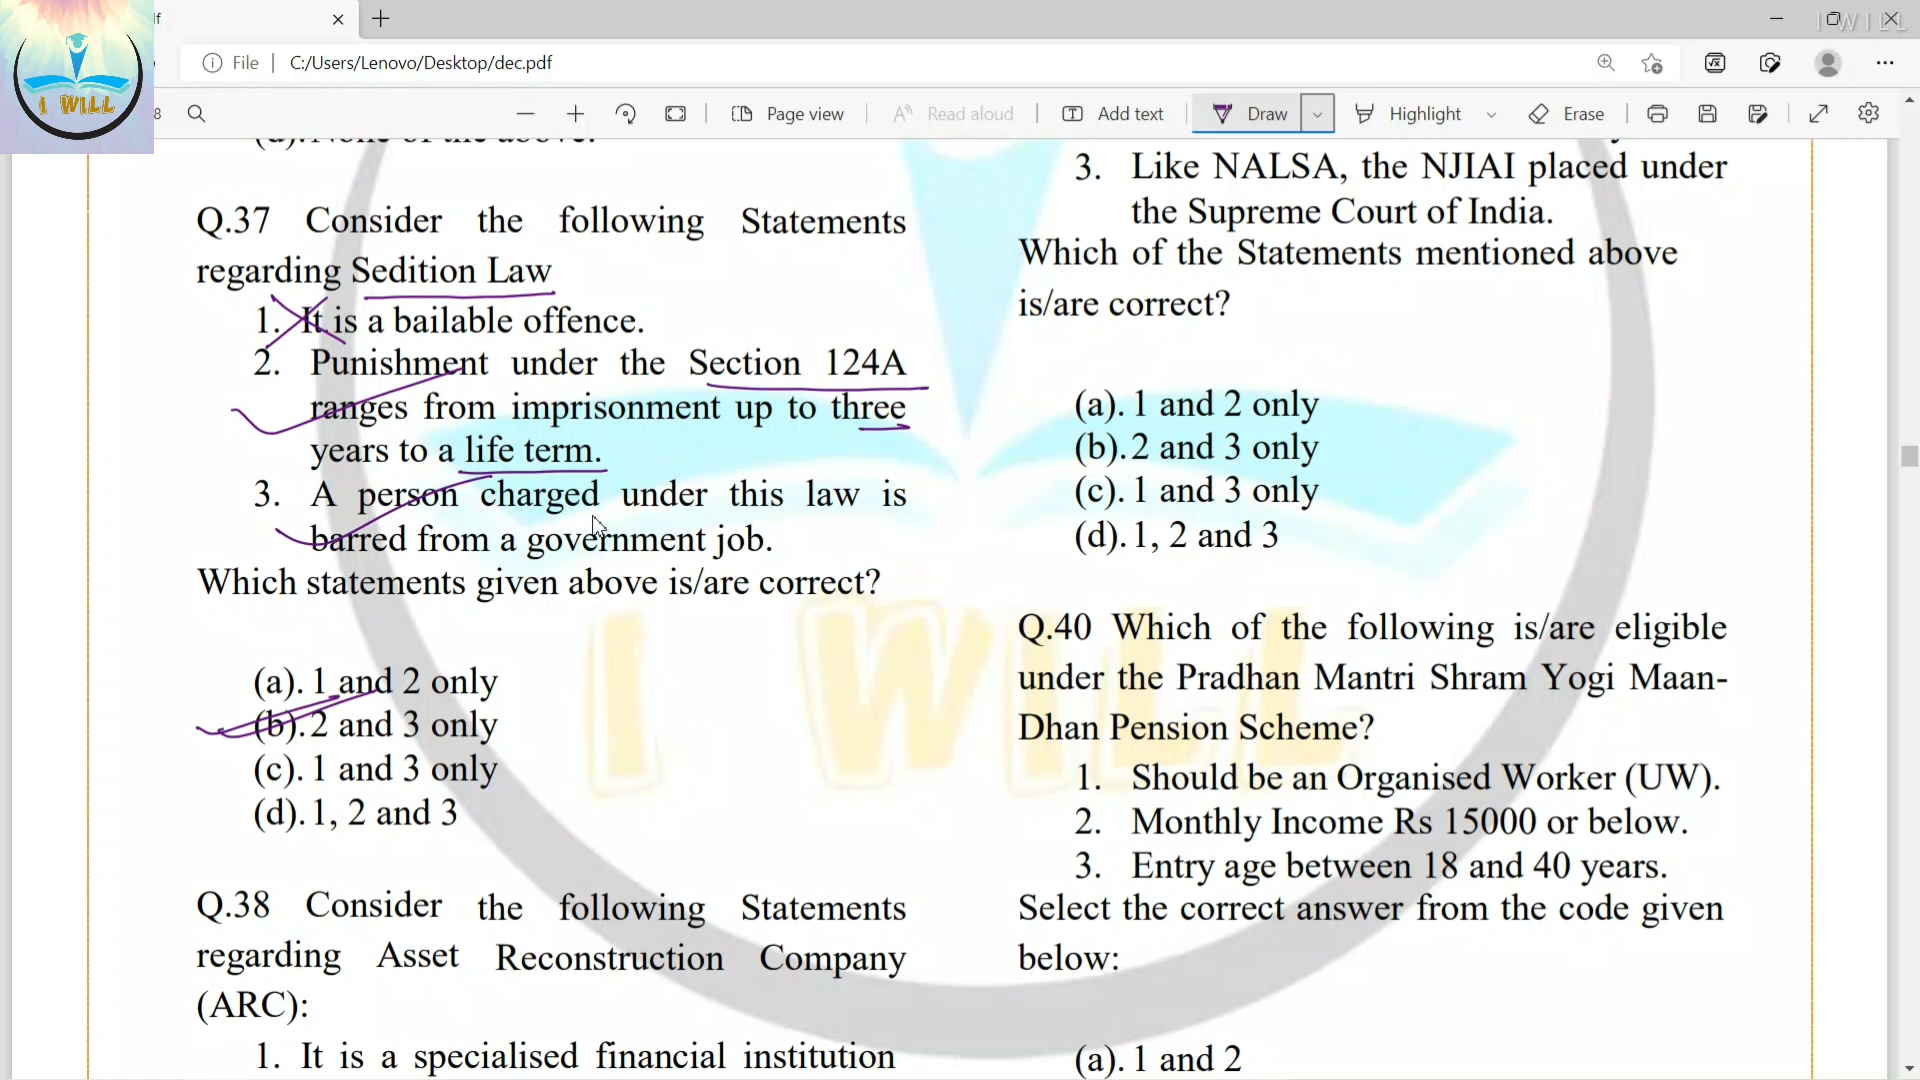 f
I WILL
File
C:/Users/Lenovo/Desktop/dec.pdf
8
Page view
Read aloud
Add text
Draw
Highlight
Erase
I WILL
Q.37 Consider the following Statements
regarding Sedition Law
1. It is a bailable offence.
2. Punishment under the Section 124A
ranges from imprisonment up to three
years to a life term.
3. A person charged under this law is
barred from a government job.
Which statements given above is/are correct?
(a). 1 and 2 only
(b). 2 and 3 only
(c). 1 and 3 only
(d). 1, 2 and 3
Q.38 Consider the following Statements
regarding Asset Reconstruction Company
(ARC):
1. It is a specialised financial institution
3. Like NALSA, the NJIAI placed under
the Supreme Court of India.
Which of the Statements mentioned above
is/are correct?
(a). 1 and 2 only
(b). 2 and 3 only
(c). 1 and 3 only
(d). 1, 2 and 3
Q.40 Which of the following is/are eligible
under the Pradhan Mantri Shram Yogi Maan-
Dhan Pension Scheme?
1. Should be an Organised Worker (UW).
2. Monthly Income Rs 15000 or below.
3. Entry age between 18 and 40 years.
Select the correct answer from the code given
below:
(a). 1 and 2
I WILL